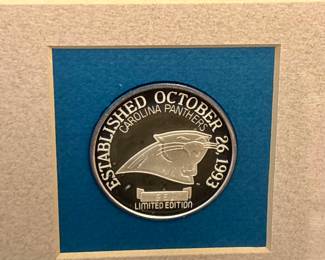 ESTABLISHED OCTOBER 26, 1993
CAROLINA PANTHERS
LIMITED EDITION